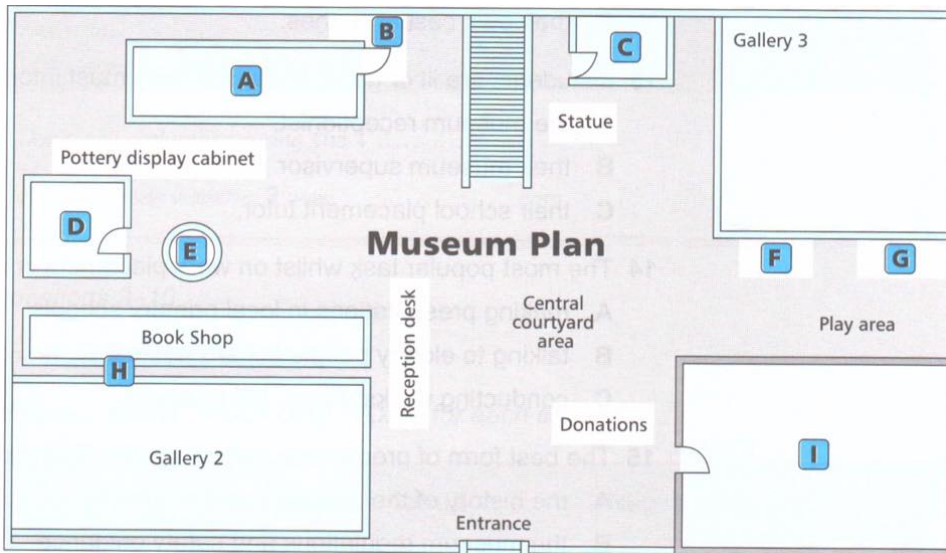 B
C
Gallery 3
A
Statue
Pottery display cabinet
D
E
Museum Plan
F
G
Reception desk
Central
courtyard
area
Play area
Book Shop
H
Donations
I
Gallery 2
Entrance